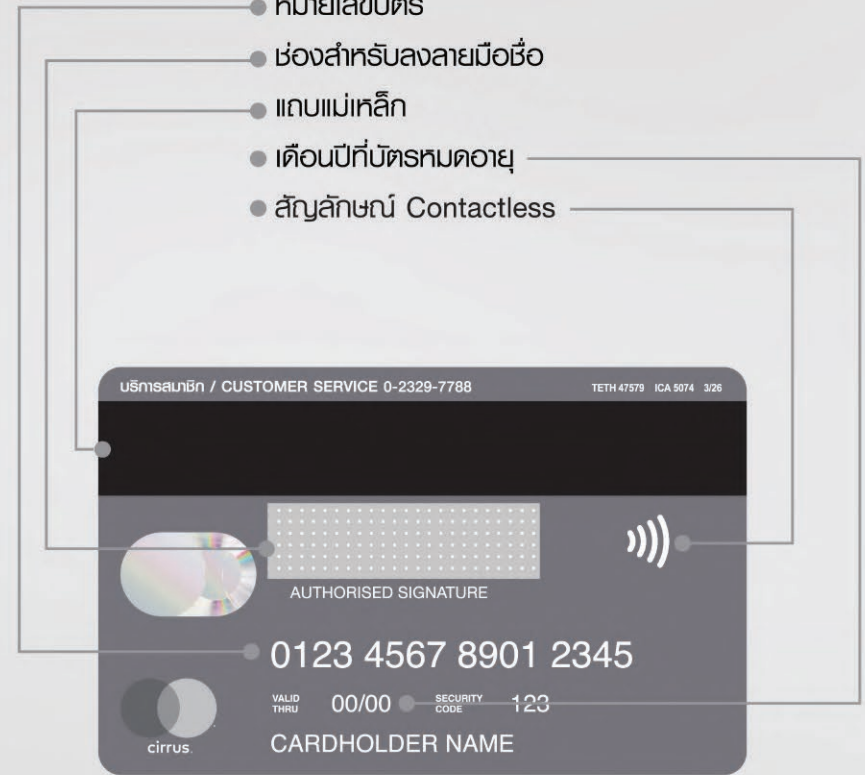 หมายเลขบัตร
ช่องสำหรับลงลายมือชื่อ
แถบแม่เหล็ก
เดือนปีที่บัตรหมดอายุ
สัญลักษณ์ Contactless
บริการสมาชิก / CUSTOMER SERVICE 0-2329-7788 TETH 47579 ICA 5074 3/26
AUTHORISED SIGNATURE
0123 4567 8901 2345
VALID THRU 00/00 SECURITY CODE 123
cirrus.
CARDHOLDER NAME